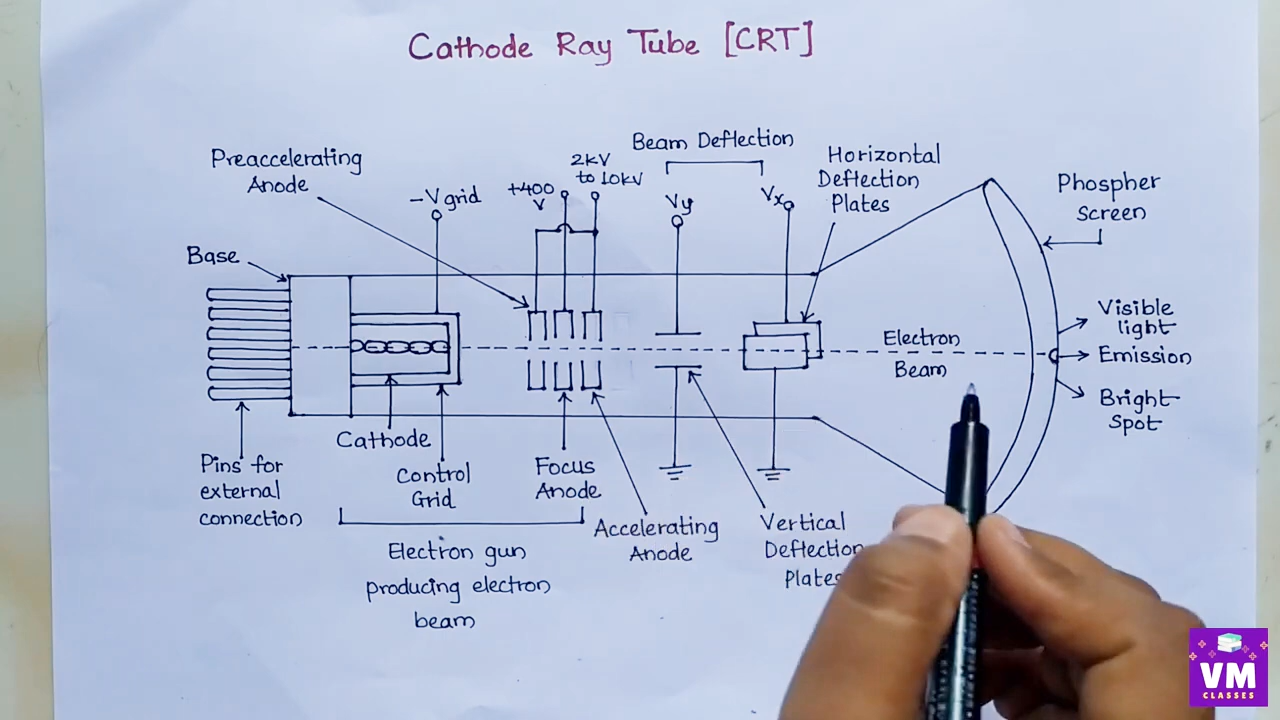 Cathode Ray Tube [CRT]
Beam Deflection
Preaccelerating
Anode
-Vgrid
+400
V
2kV
to 10kV
Vy
Vx
Horizontal
Deflection
Plates
Phospher
Screen
Base
Visible
light
Emission
Bright
Spot
Electron
Beam
Cathode
Control
Grid
Pins for
external
connection
Focus
Anode
Accelerating
Anode
Vertical
Deflection
Plates
Electron gun
producing electron
beam
VM
CLASSES